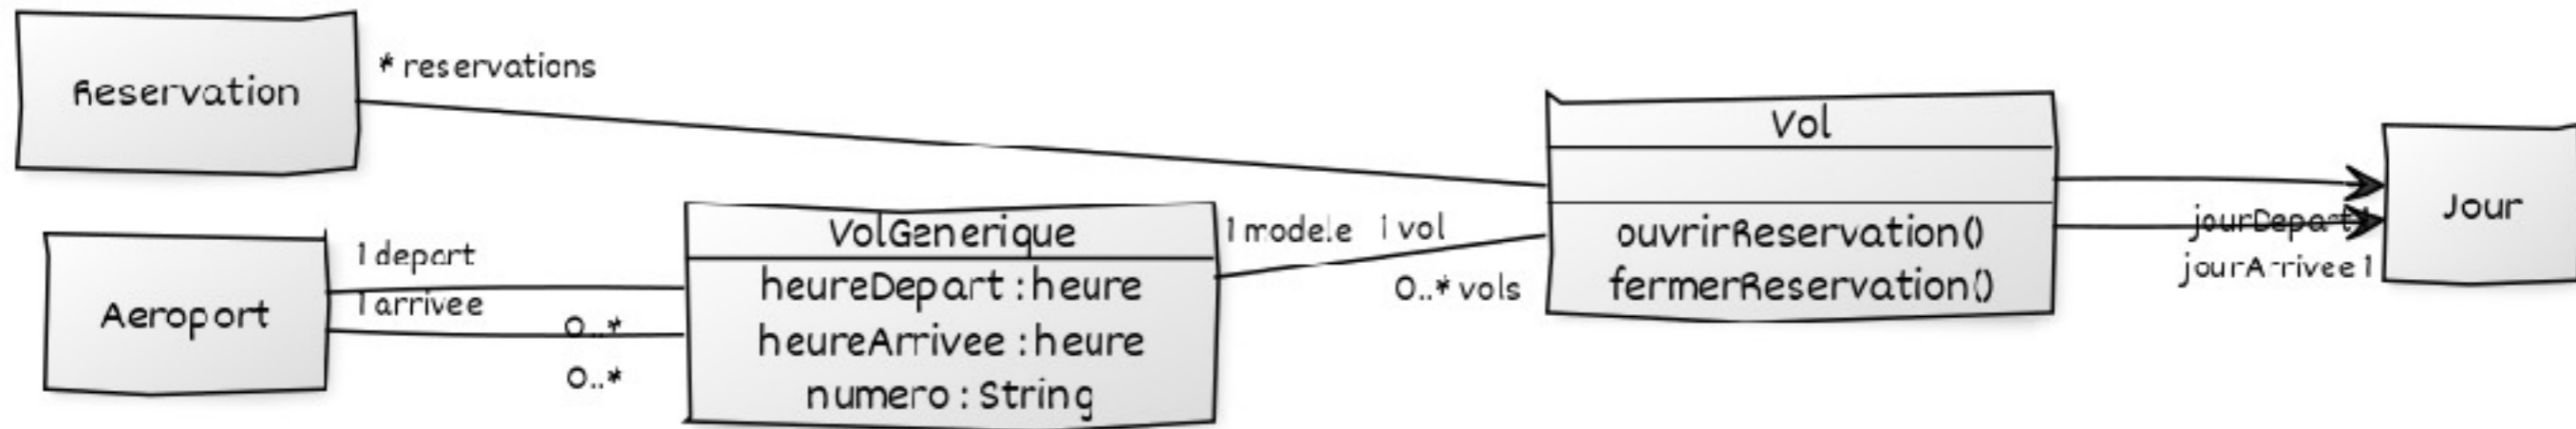 Reservation
* reservations
Aeroport
1 depart
1 arrivee
0..*
0..*
VolGenerique
heureDepart : heure
heureArrivee : heure
numero : String
1 modele
1 vol
0..* vols
Vol
ouvrirReservation()
fermerReservation()
jourDepart 1
jourArrivee 1
Jour